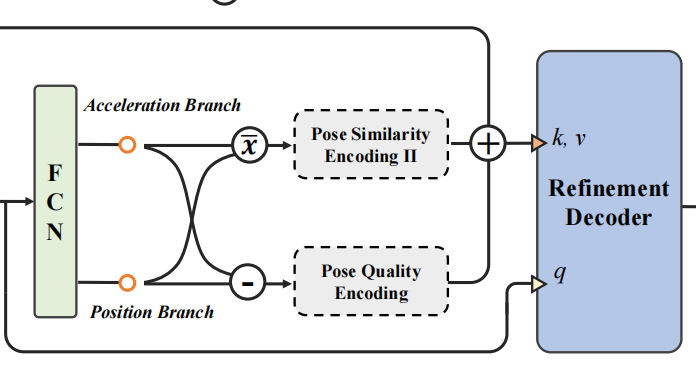 Acceleration Branch
F
C
N
x̅
Pose Similarity
Encoding II
+
k, v
Refinement
Decoder
-
Pose Quality
Encoding
q
Position Branch